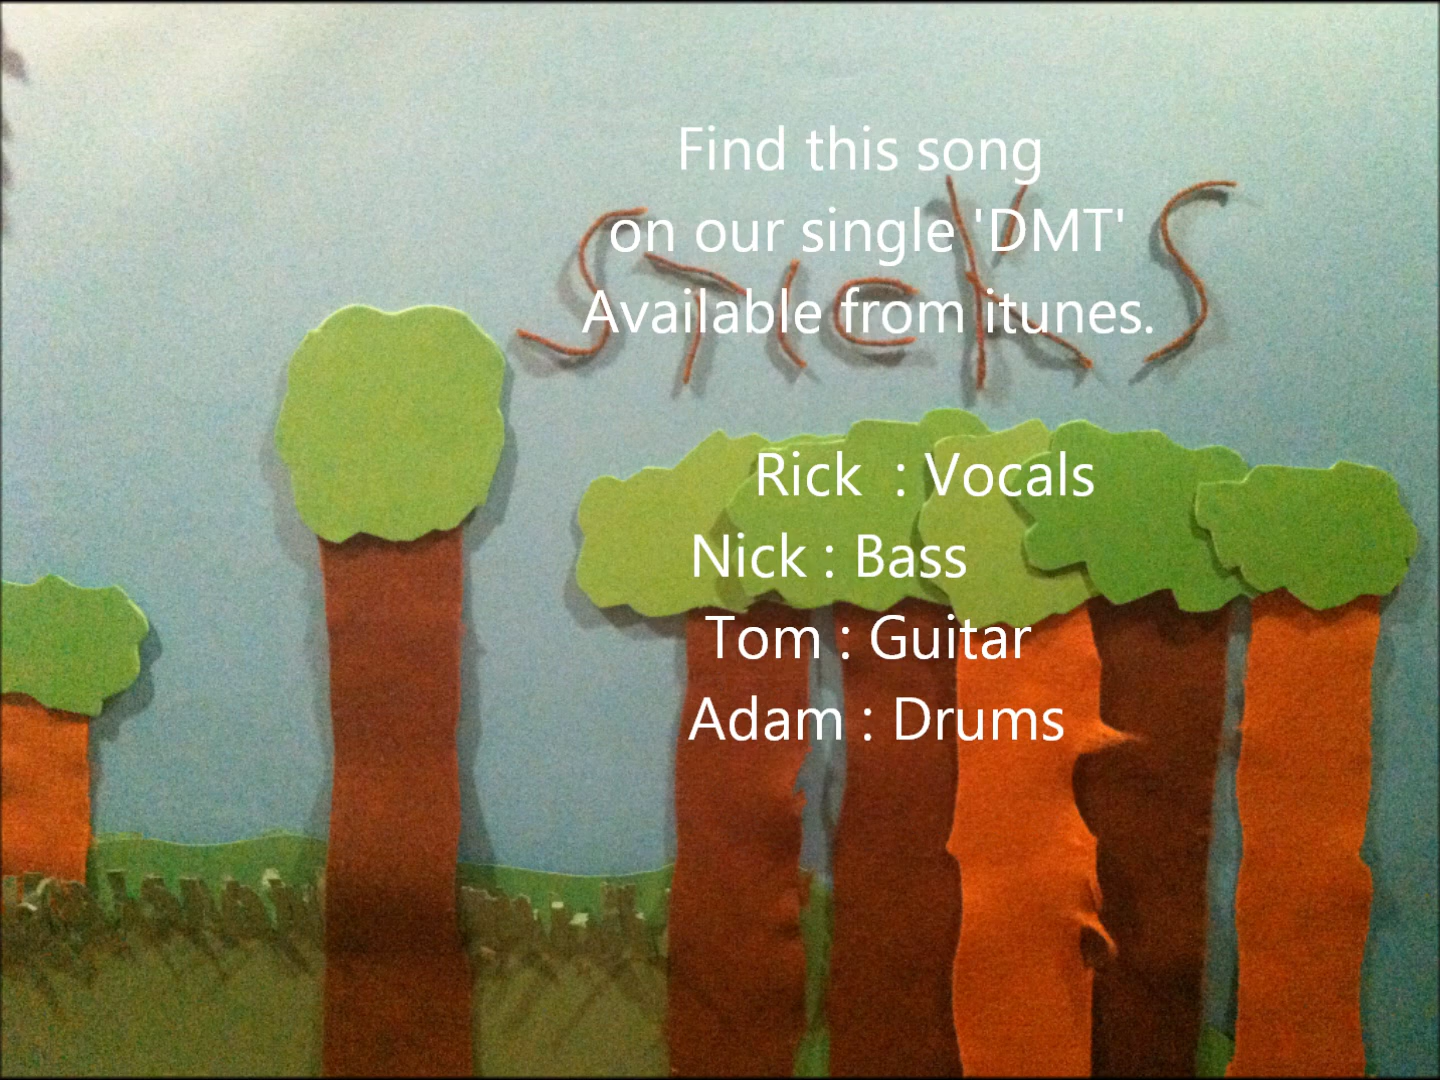 Find this song
on our single 'DMT'
Available from itunes.
STICKS
Rick : Vocals
Nick : Bass
Tom : Guitar
Adam : Drums